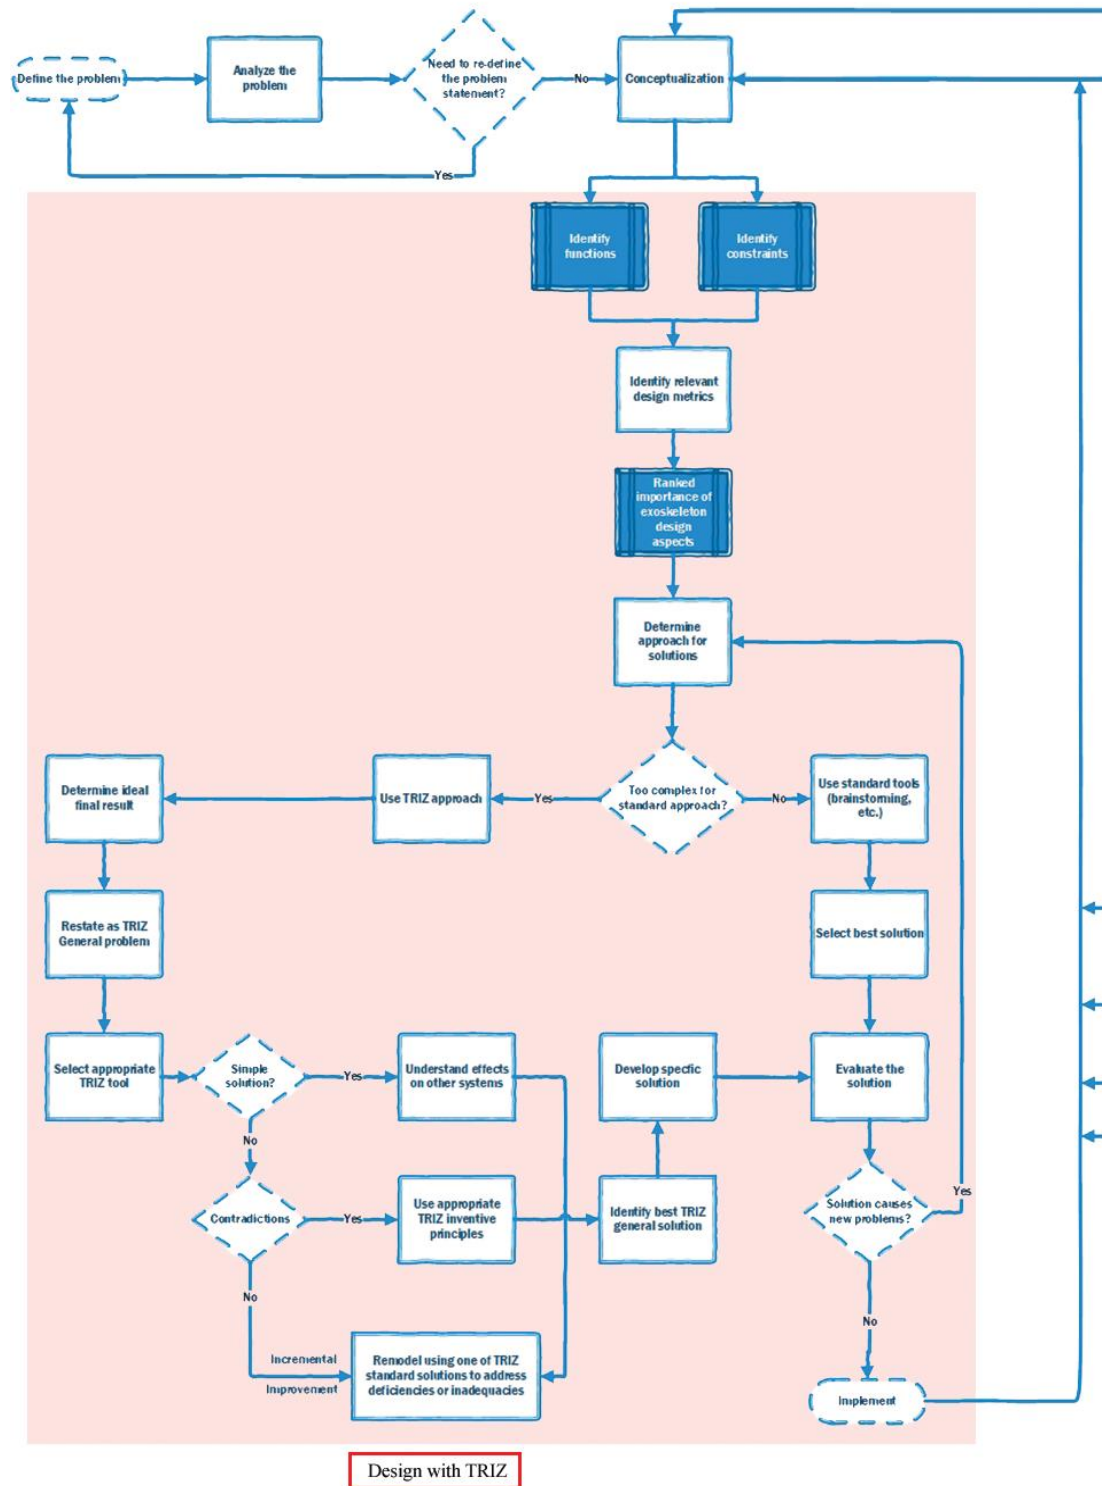 Define the problem
Analyze the
problem
Need to re-define
the problem
statement?
No
Conceptualization
Yes
Identify
functions
Identify
constraints
Identify relevant
design metrics
Ranked
importance of
exoskeleton
design
aspects
Determine
approach for
solutions
Determine ideal
final result
Use TRIZ approach
Yes
Too complex for
standard approach?
No
Use standard tools
(brainstorming,
etc.)
Restate as TRIZ
General problem
Select best solution
Select appropriate
TRIZ tool
Simple
solution?
Yes
Understand effects
on other systems
Develop specfic
solution
Evaluate the
solution
No
Contradictions
Yes
Use appropriate
TRIZ inventive
principles
Identify best TRIZ
general solution
Solution causes
new problems?
Yes
No
No
Incremental
Improvement
Remodel using one of TRIZ
standard solutions to address
deficiencies or inadequacies
Implement
Design with TRIZ